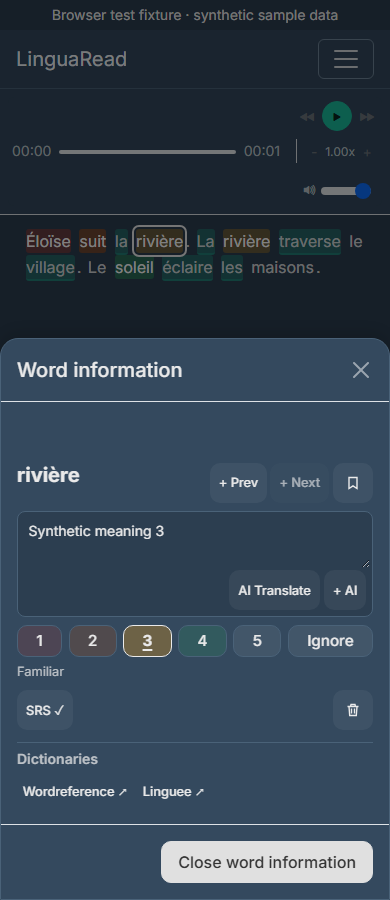 Browser test fixture · synthetic sample data
LinguaRead
00:00 00:01 − 1.00x +
Éloïse suit la rivière. La rivière traverse le
village. Le soleil éclaire les maisons.
Word information
rivière
+ Prev + Next
Synthetic meaning 3
AI Translate + AI
1 2 3 4 5 Ignore
Familiar
SRS ✓
Dictionaries
Wordreference ↗ Linguee ↗
Close word information